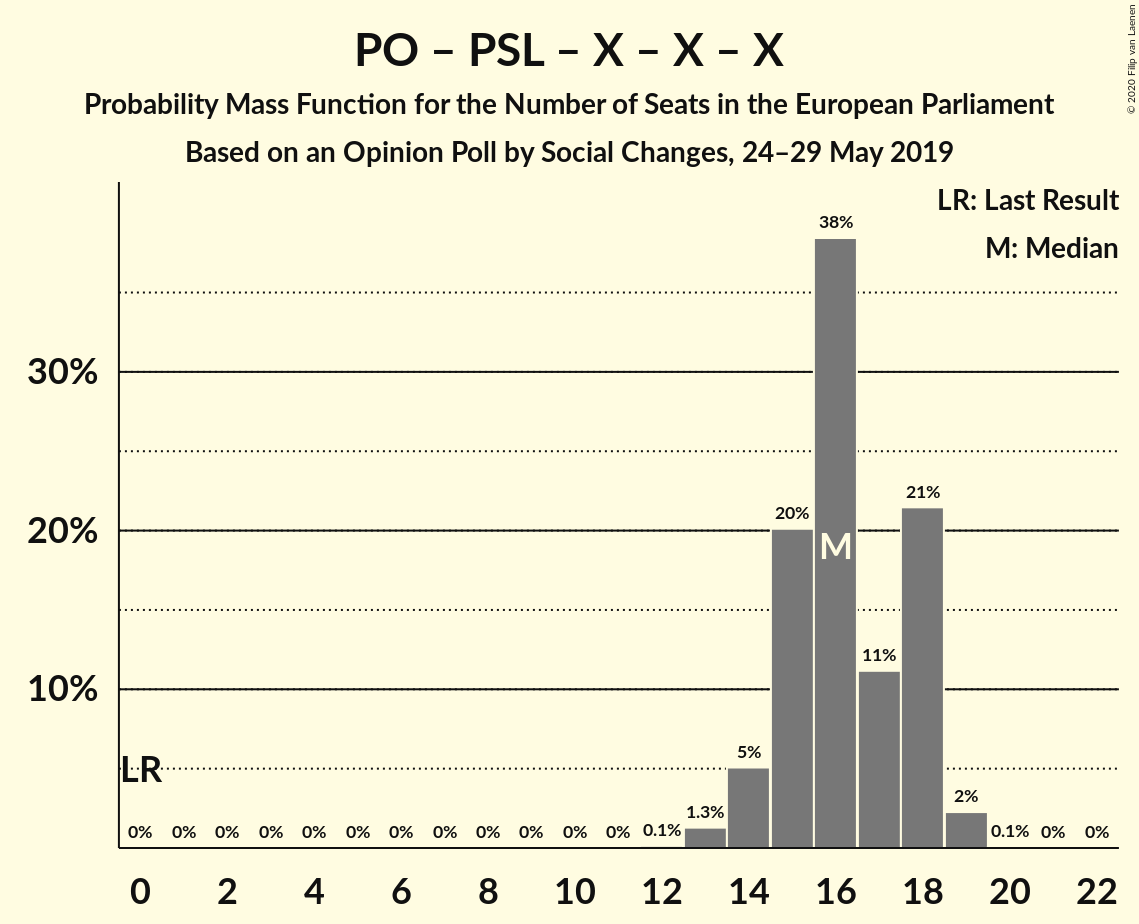 PO – PSL – X – X – X
Probability Mass Function for the Number of Seats in the European Parliament
Based on an Opinion Poll by Social Changes, 24–29 May 2019
© 2020 Filip van Laenen
LR: Last Result
M: Median
38%
30%
21%
20%
20%
M
11%
10%
5%
LR
2%
1.3%
0% 0% 0% 0% 0% 0% 0% 0% 0% 0% 0% 0% 0.1% 0.1% 0% 0%
0 2 4 6 8 10 12 14 16 18 20 22